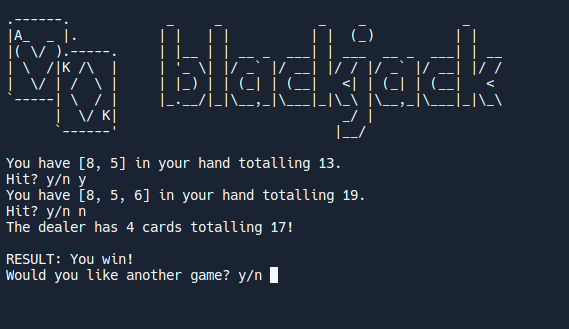 blackjack
A
K
K
You have [8, 5] in your hand totalling 13.
Hit? y/n y
You have [8, 5, 6] in your hand totalling 19.
Hit? y/n n
The dealer has 4 cards totalling 17!
RESULT: You win!
Would you like another game? y/n